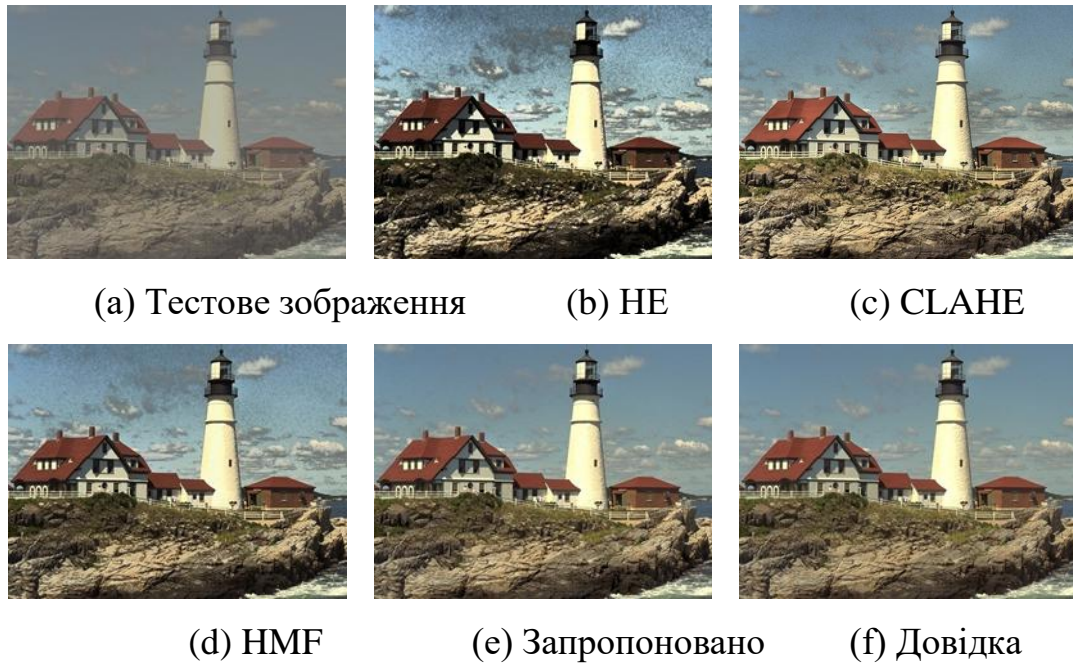 (a) Тестове зображення (b) HE (c) CLAHE
(d) HMF (e) Запропоновано (f) Довідка